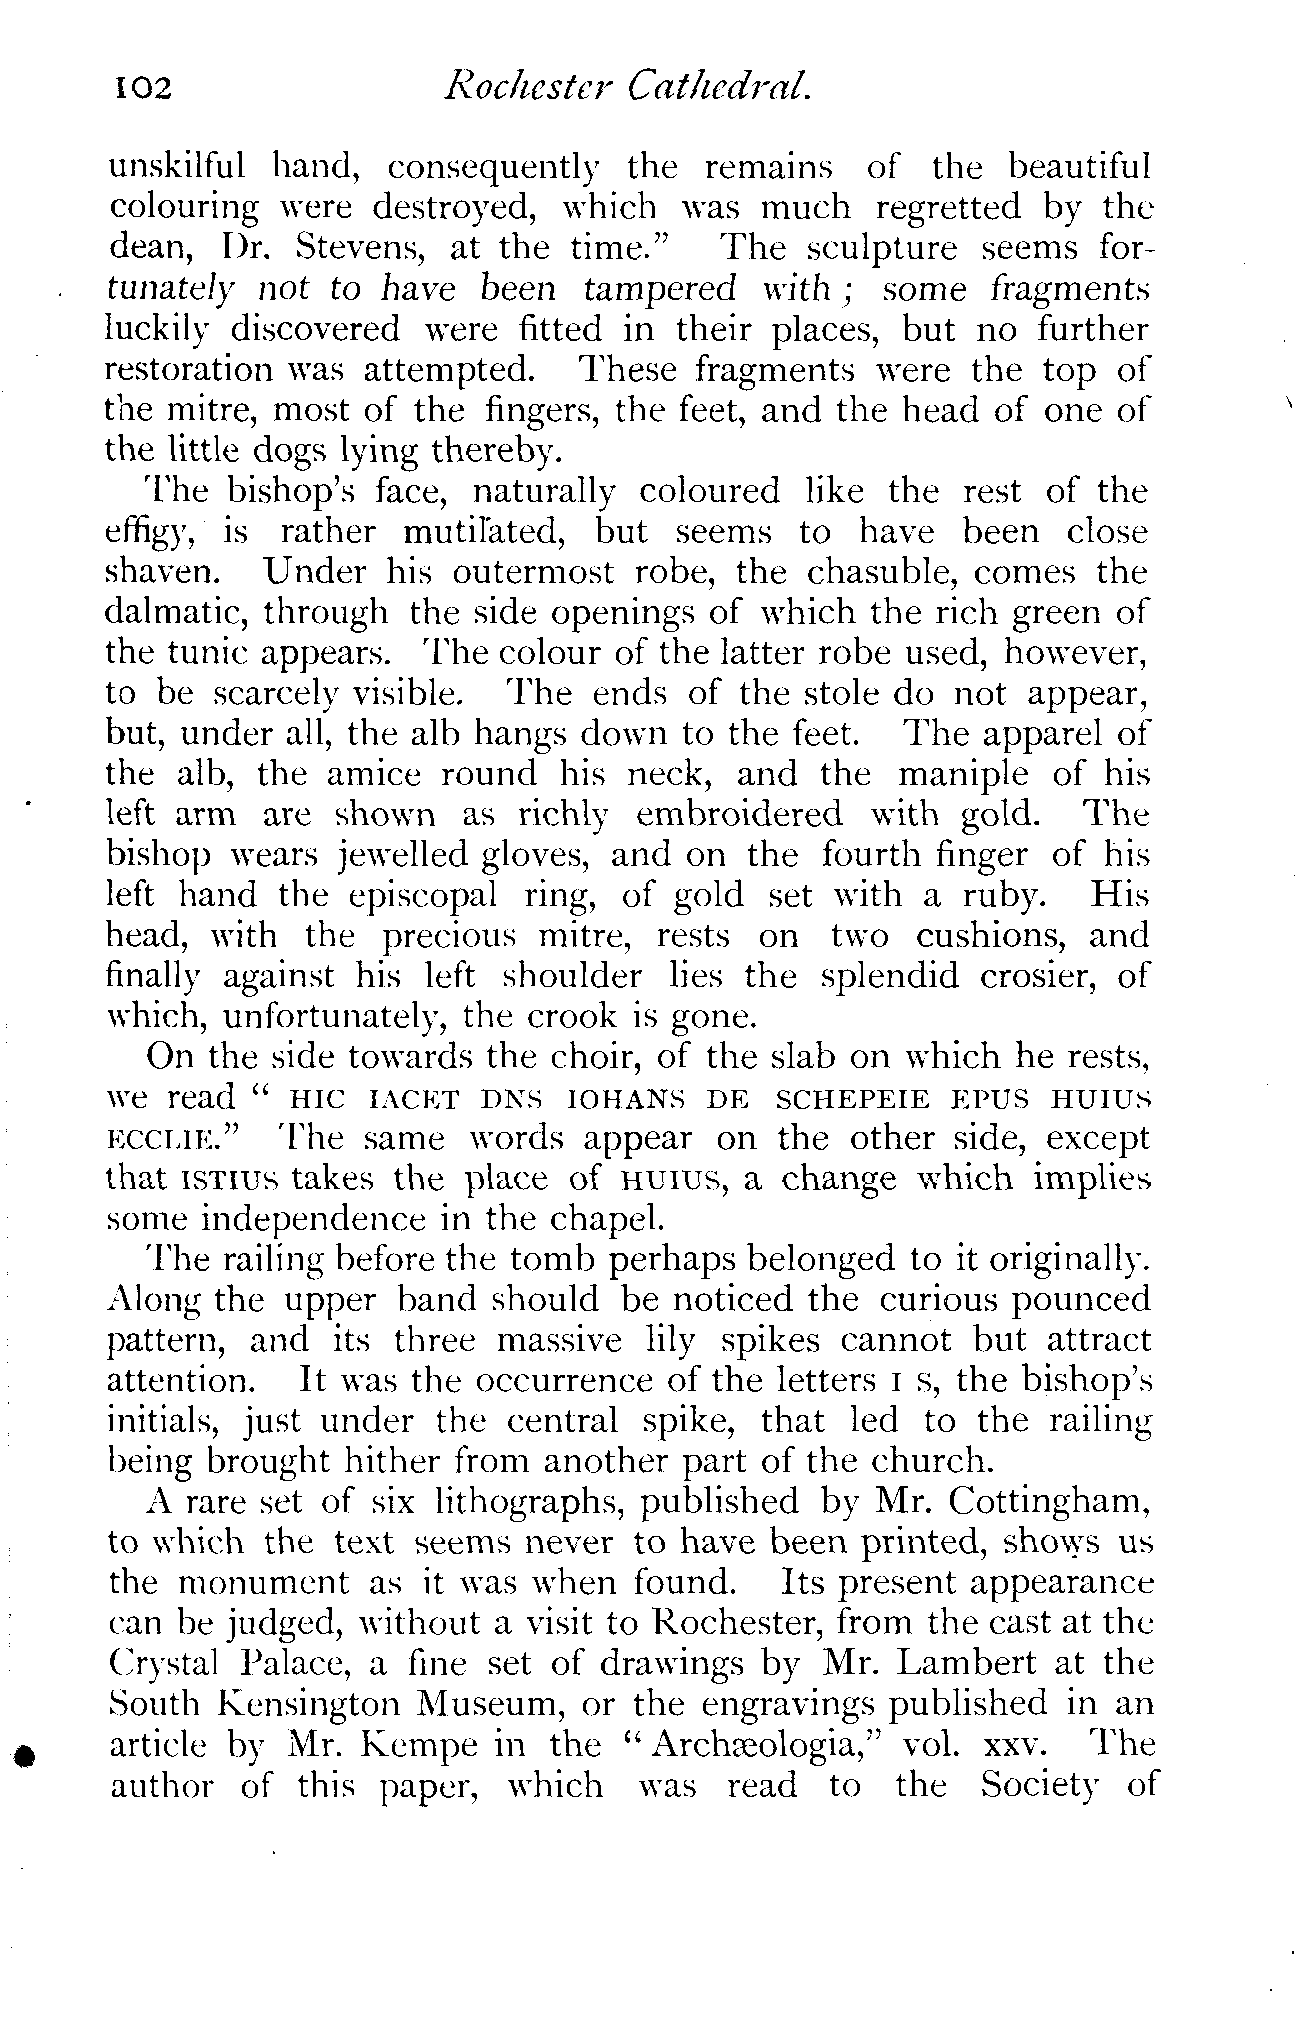 102 Rochester Cathedral.
unskilful hand, consequently the remains of the beautiful
colouring were destroyed, which was much regretted by the
dean, Dr. Stevens, at the time.” The sculpture seems for-
tunately not to have been tampered with ; some fragments
luckily discovered were fitted in their places, but no further
restoration was attempted. These fragments were the top of
the mitre, most of the fingers, the feet, and the head of one of
the little dogs lying thereby.
The bishop’s face, naturally coloured like the rest of the
effigy, is rather mutilated, but seems to have been close
shaven. Under his outermost robe, the chasuble, comes the
dalmatic, through the side openings of which the rich green of
the tunic appears. The colour of the latter robe used, however,
to be scarcely visible. The ends of the stole do not appear,
but, under all, the alb hangs down to the feet. The apparel of
the alb, the amice round his neck, and the maniple of his
left arm are shown as richly embroidered with gold. The
bishop wears jewelled gloves, and on the fourth finger of his
left hand the episcopal ring, of gold set with a ruby. His
head, with the precious mitre, rests on two cushions, and
finally against his left shoulder lies the splendid crosier, of
which, unfortunately, the crook is gone.
On the side towards the choir, of the slab on which he rests,
we read “ HIC IACET DNS IOHANS DE SCHEPEIE EPUS HUIUS
ECCLIE.” The same words appear on the other side, except
that ISTIUS takes the place of HUIUS, a change which implies
some independence in the chapel.
The railing before the tomb perhaps belonged to it originally.
Along the upper band should be noticed the curious pounced
pattern, and its three massive lily spikes cannot but attract
attention. It was the occurrence of the letters I S, the bishop’s
initials, just under the central spike, that led to the railing
being brought hither from another part of the church.
A rare set of six lithographs, published by Mr. Cottingham,
to which the text seems never to have been printed, shows us
the monument as it was when found. Its present appearance
can be judged, without a visit to Rochester, from the cast at the
Crystal Palace, a fine set of drawings by Mr. Lambert at the
South Kensington Museum, or the engravings published in an
article by Mr. Kempe in the “ Archæologia,” vol. xxv. The
author of this paper, which was read to the Society of